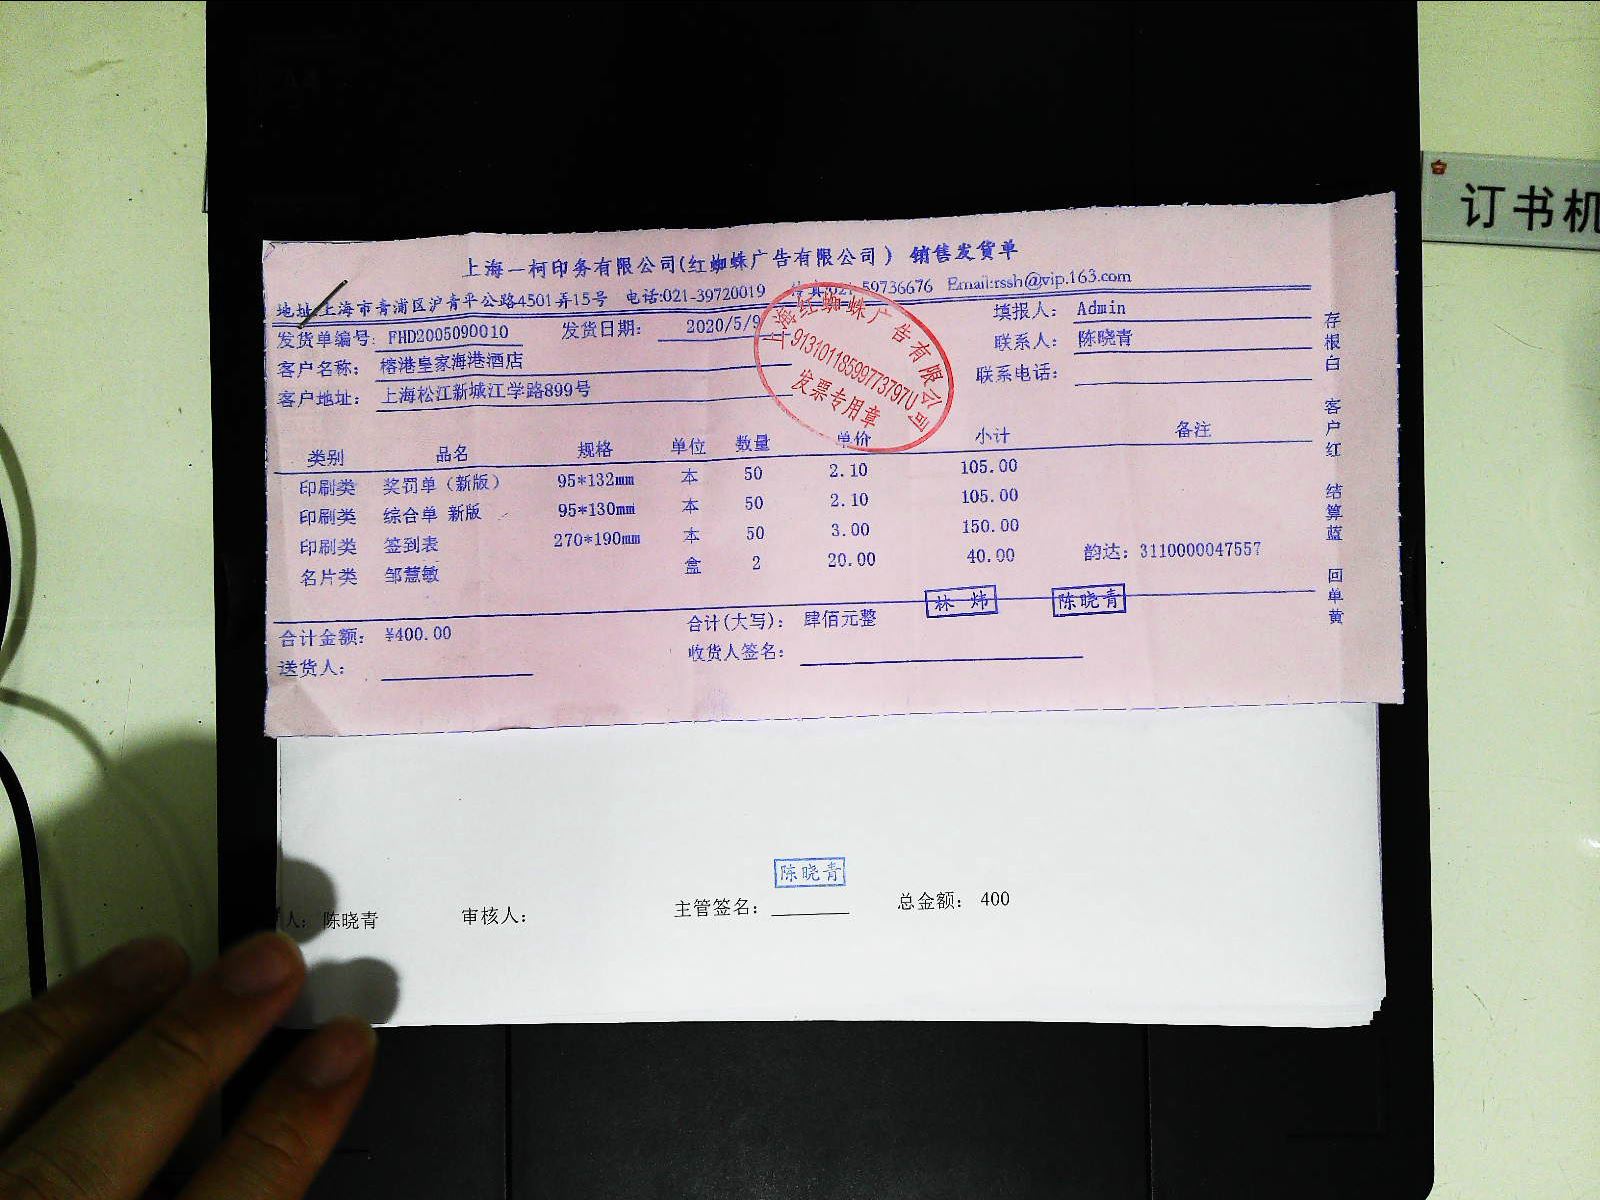 上海一柯印务有限公司(红蜘蛛广告有限公司) 销售发货单
地址:上海市青浦区沪青平公路4501弄15号 电话:021-39720019 传真:021-59736676 Email:rssh@vip.163.com
发货单编号: FHD2005090010 发货日期: 2020/5/9 填报人: Admin
客户名称: 榕港皇家海港酒店 联系人: 陈晓青
客户地址: 上海松江新城江学路899号 联系电话:
上海红蜘蛛广告有限公司
91310118599773797U
发票专用章
类别 品名 规格 单位 数量 单价 小计 备注
印刷类 奖罚单(新版) 95*132mm 本 50 2.10 105.00
印刷类 综合单 新版 95*130mm 本 50 2.10 105.00
印刷类 签到表 270*190mm 本 50 3.00 150.00
名片类 邹慧敏 盒 2 20.00 40.00 韵达: 3110000047557
林炜 陈晓青
合计金额: ¥400.00 合计(大写): 肆佰元整
送货人: 收货人签名:
存根白 客户红 结算蓝 回单黄
陈晓青
人: 陈晓青 审核人: 主管签名: 总金额: 400
订书机